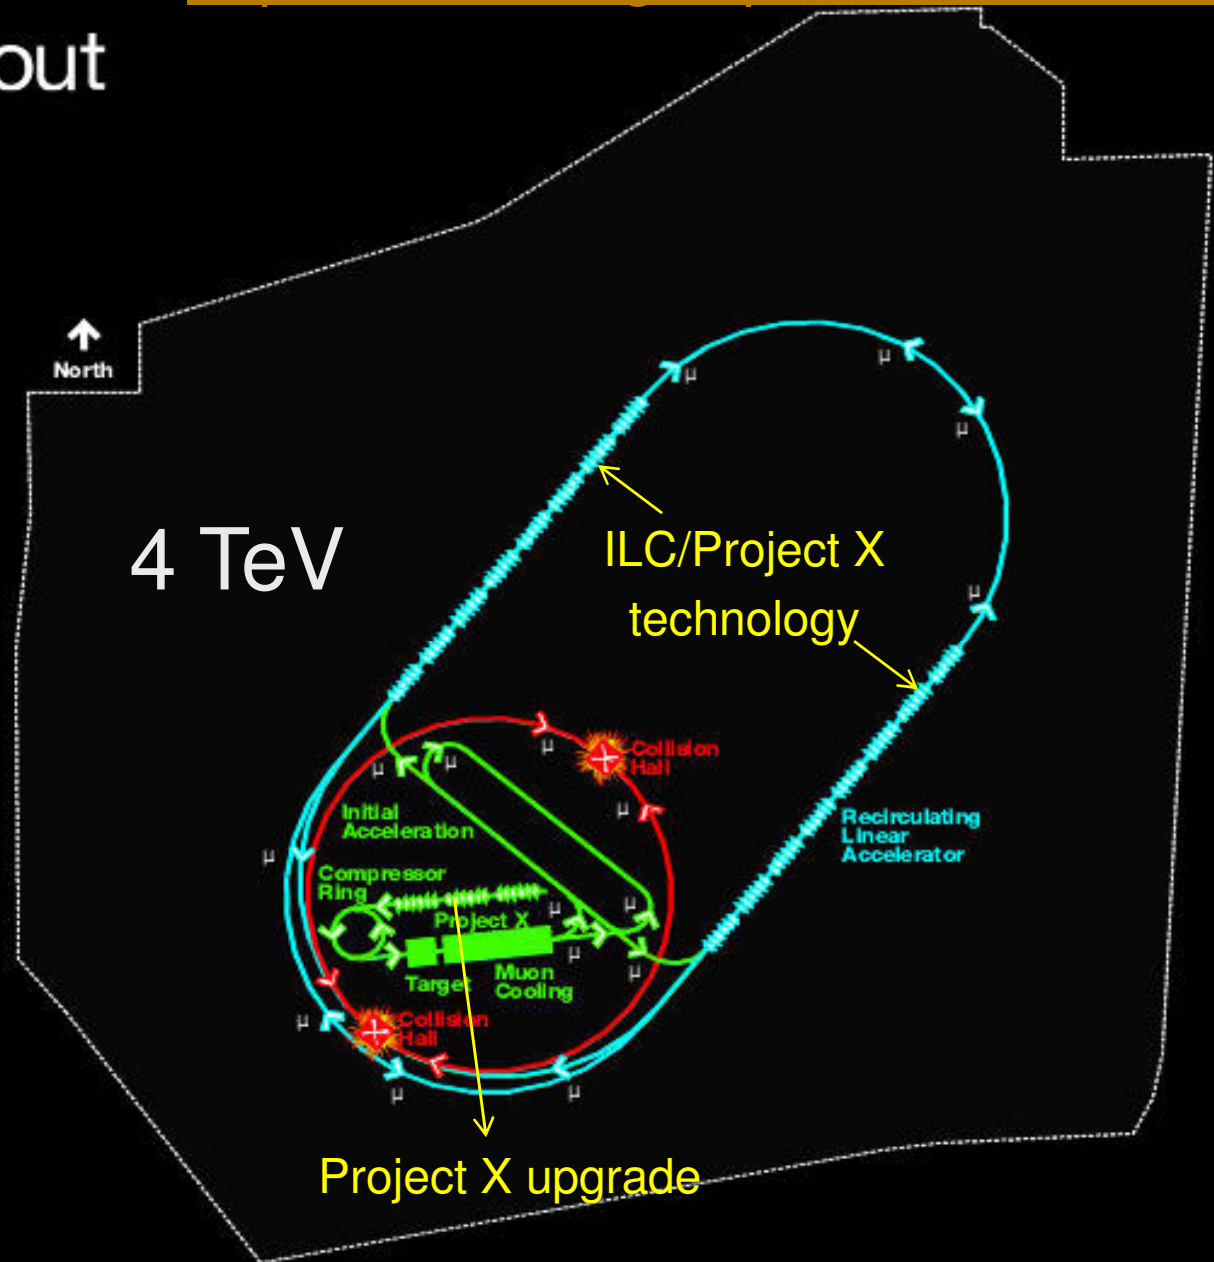 out
North
4 TeV
ILC/Project X
technology
μ
μ
μ
μ
μ
Collision
Hall
μ
μ
μ
μ
Initial
Acceleration
Recirculating
Linear
Accelerator
μ
Compressor
Ring
Project X
μ
μ
μ
μ
Target
Muon
Cooling
Collision
Hall
μ
μ
μ
Project X upgrade